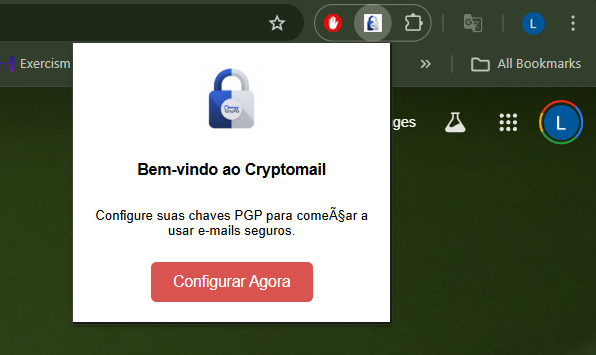 L
Exercism
»
All Bookmarks
ges
L
Bem-vindo ao Cryptomail
Configure suas chaves PGP para comeÃ§ar a
usar e-mails seguros.
Configurar Agora